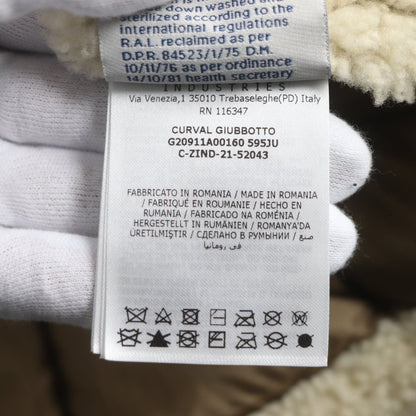 be down washed and
sterilized according to
international regulations
R.A.L. reclaimed as per
D.P.R. 84523/1/75 D.M.
10/11/76 as per ordinance
14/10/81 health secretary
INDUSTRIES
Via Venezia,1 35010 Trebaseleghe(PD) Italy
RN 116347
CURVAL GIUBBOTTO
G20911A00160 595JU
C-ZIND-21-52043
FABBRICATO IN ROMANIA / MADE IN ROMANIA
/ FABRIQUÉ EN ROUMANIE / HECHO EN
RUMANIA / FABRICADO NA ROMÉNIA /
HERGESTELLT IN RUMÄNIEN / ROMANYA'DA
ÜRETILMIŞTIR / СДЕЛАНО В РУМЫНИИ / صنع
في رومانيا